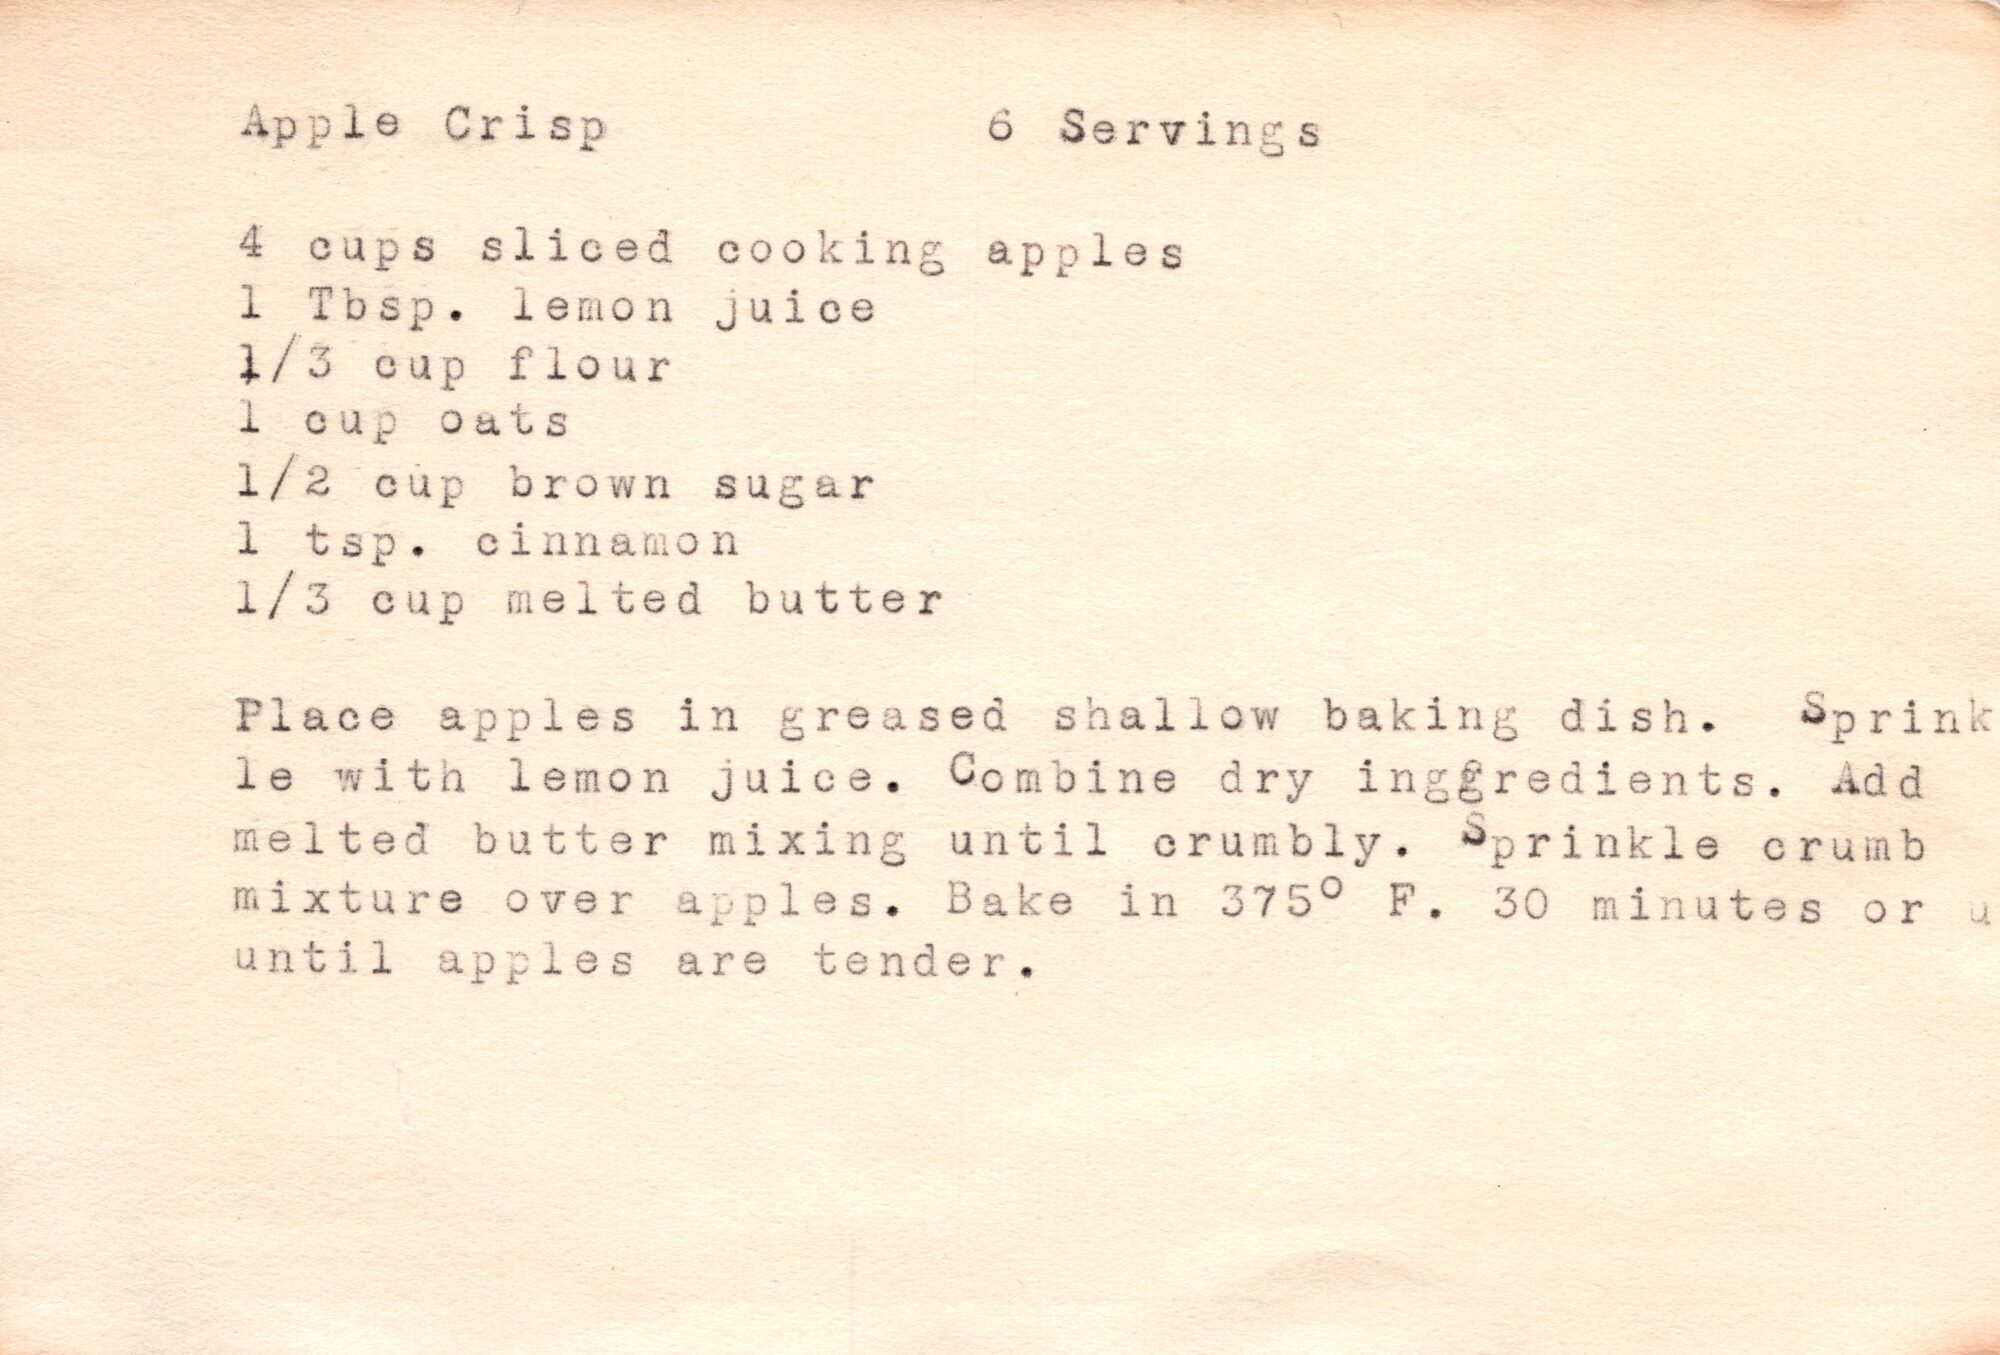 Apple Crisp 6 Servings
4 cups sliced cooking apples
1 Tbsp. lemon juice
1/3 cup flour
1 cup oats
1/2 cup brown sugar
1 tsp. cinnamon
1/3 cup melted butter
Place apples in greased shallow baking dish. Sprink
le with lemon juice. Combine dry inggredients. Add
melted butter mixing until crumbly. Sprinkle crumb
mixture over apples. Bake in 375° F. 30 minutes or u
until apples are tender.